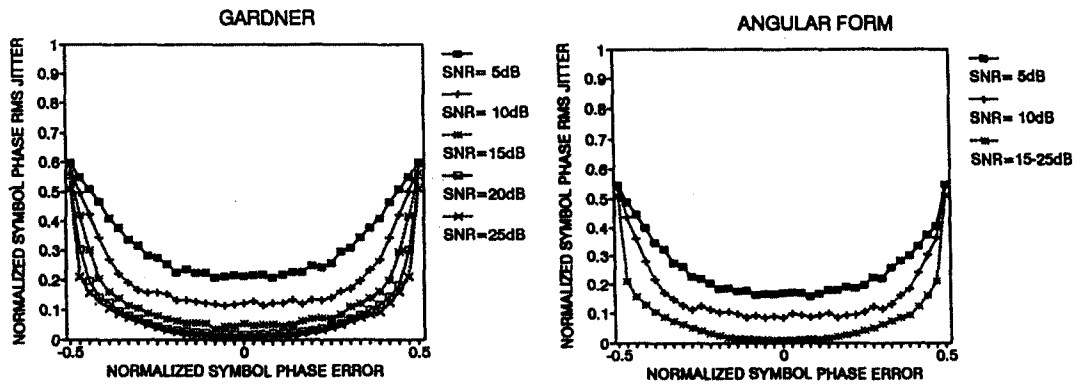 GARDNER
NORMALIZED SYMBOL PHASE RMS JITTER
1
0.9
0.8
0.7
0.6
0.5
0.4
0.3
0.2
0.1
0
-0.5
0
0.5
NORMALIZED SYMBOL PHASE ERROR
SNR= 5dB
SNR= 10dB
SNR=15dB
SNR=20dB
SNR=25dB
ANGULAR FORM
NORMALIZED SYMBOL PHASE RMS JITTER
1
0.9
0.8
0.7
0.6
0.5
0.4
0.3
0.2
0.1
0
-0.5
0
0.5
NORMALIZED SYMBOL PHASE ERROR
SNR= 5dB
SNR= 10dB
SNR=15-25dB